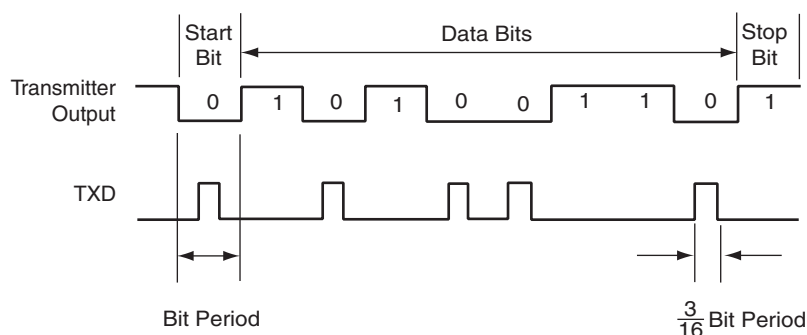 Start
Bit
Data Bits
Stop
Bit
Transmitter
Output
0 1 0 1 0 0 1 1 0 1
TXD
Bit Period
3
16 Bit Period